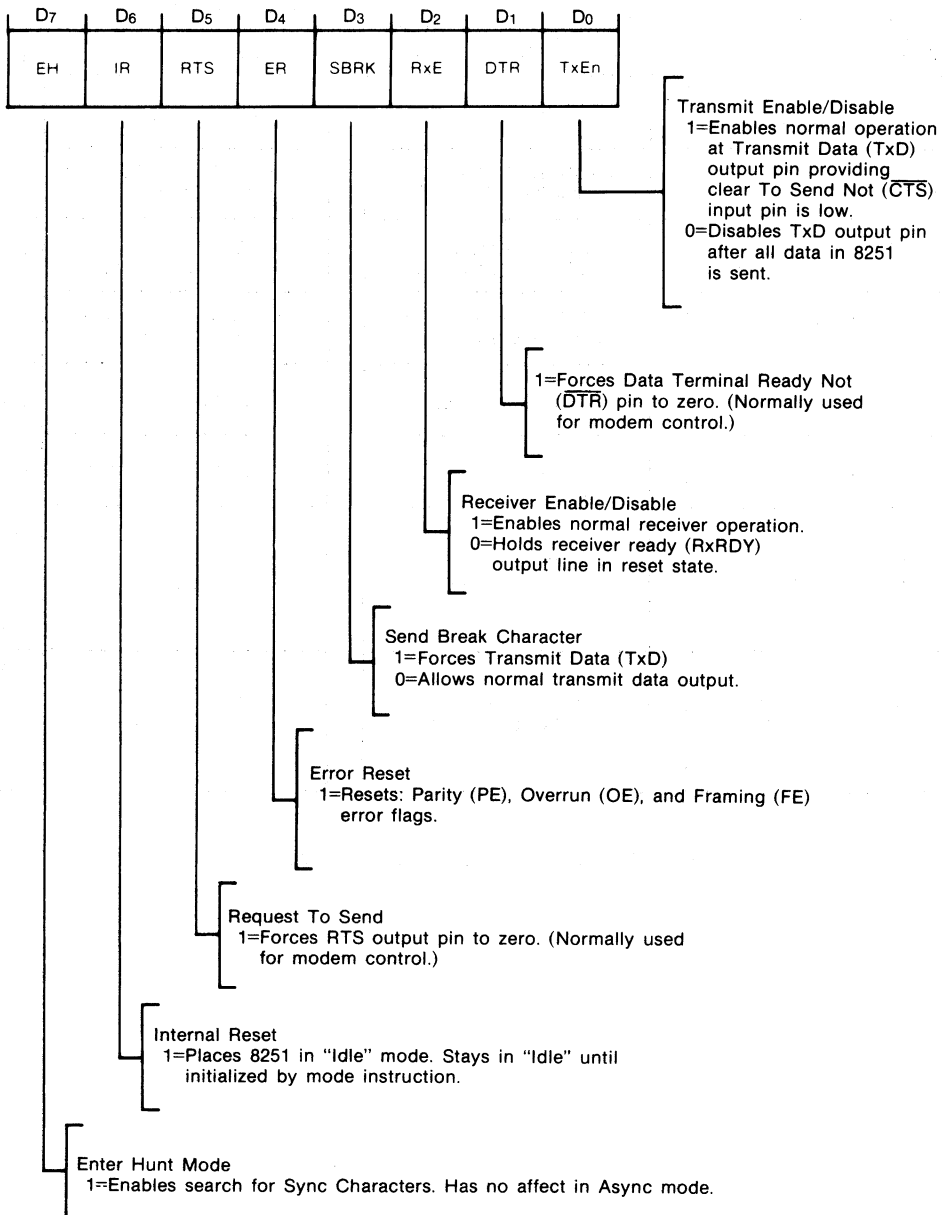 D7 D6 D5 D4 D3 D2 D1 D0
EH IR RTS ER SBRK RxE DTR TxEn
Transmit Enable/Disable
1=Enables normal operation
at Transmit Data (TxD)
output pin providing
clear To Send Not (C̅T̅S̅)
input pin is low.
0=Disables TxD output pin
after all data in 8251
is sent.
1=Forces Data Terminal Ready Not
(D̅T̅R̅) pin to zero. (Normally used
for modem control.)
Receiver Enable/Disable
1=Enables normal receiver operation.
0=Holds receiver ready (RxRDY)
output line in reset state.
Send Break Character
1=Forces Transmit Data (TxD)
0=Allows normal transmit data output.
Error Reset
1=Resets: Parity (PE), Overrun (OE), and Framing (FE)
error flags.
Request To Send
1=Forces RTS output pin to zero. (Normally used
for modem control.)
Internal Reset
1=Places 8251 in "Idle" mode. Stays in "Idle" until
initialized by mode instruction.
Enter Hunt Mode
1=Enables search for Sync Characters. Has no affect in Async mode.